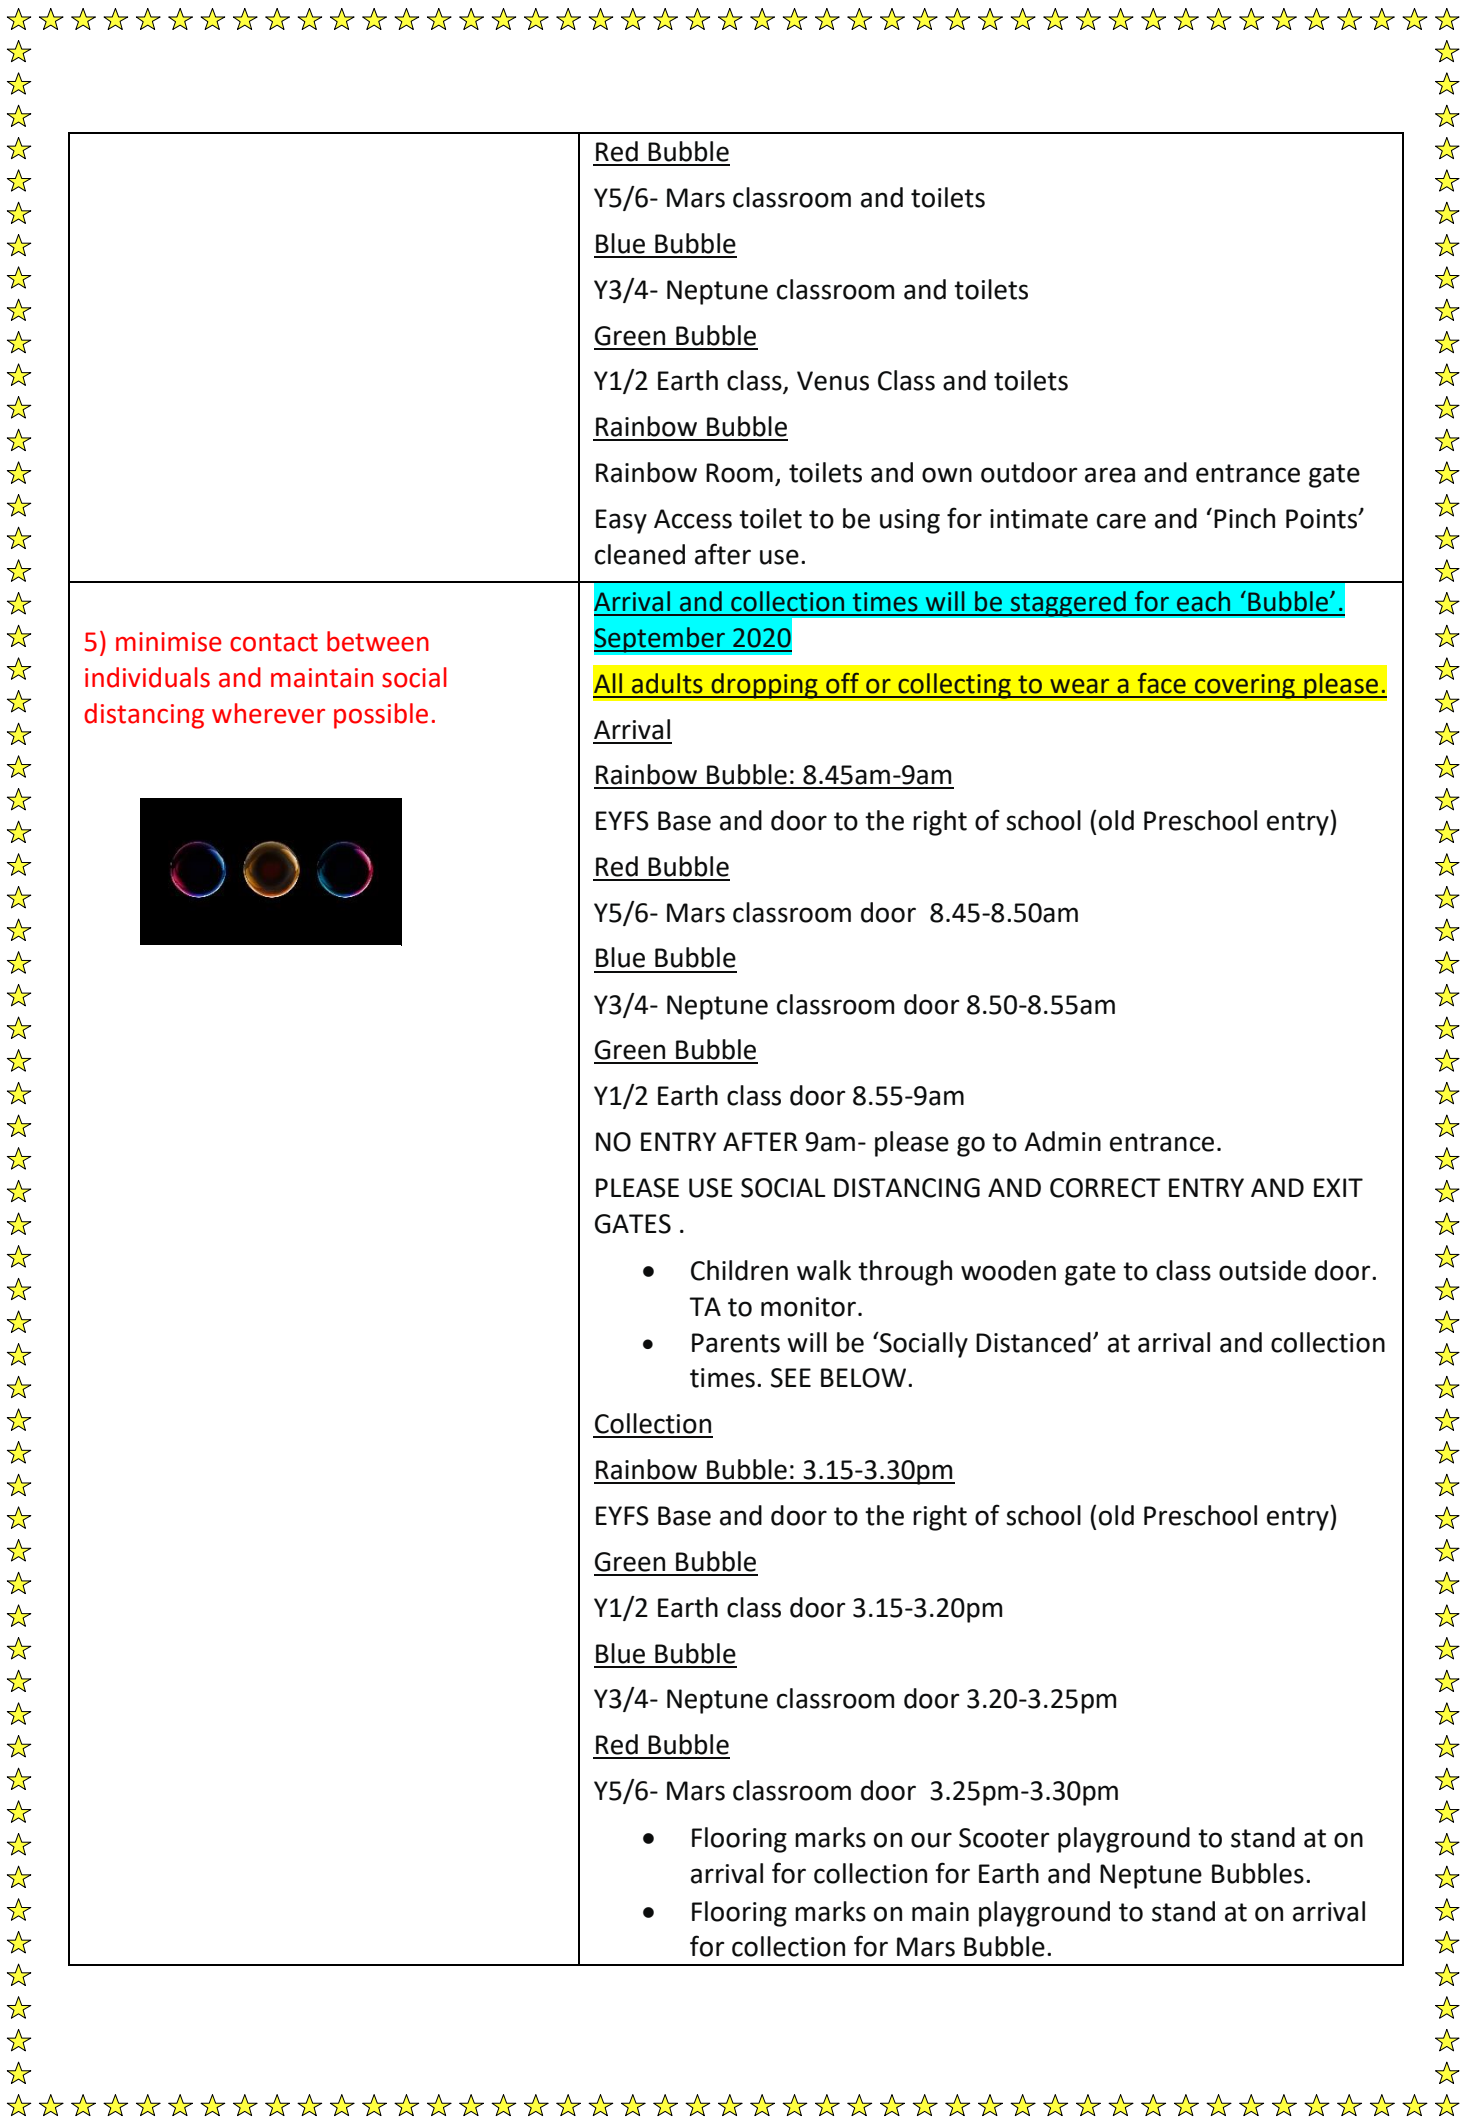 Red Bubble
Y5/6- Mars classroom and toilets
Blue Bubble
Y3/4- Neptune classroom and toilets
Green Bubble
Y1/2 Earth class, Venus Class and toilets
Rainbow Bubble
Rainbow Room, toilets and own outdoor area and entrance gate
Easy Access toilet to be using for intimate care and ‘Pinch Points’
cleaned after use.
5) minimise contact between
individuals and maintain social
distancing wherever possible.
Arrival and collection times will be staggered for each ‘Bubble’.
September 2020
All adults dropping off or collecting to wear a face covering please.
Arrival
Rainbow Bubble: 8.45am-9am
EYFS Base and door to the right of school (old Preschool entry)
Red Bubble
Y5/6- Mars classroom door  8.45-8.50am
Blue Bubble
Y3/4- Neptune classroom door 8.50-8.55am
Green Bubble
Y1/2 Earth class door 8.55-9am
NO ENTRY AFTER 9am- please go to Admin entrance.
PLEASE USE SOCIAL DISTANCING AND CORRECT ENTRY AND EXIT
GATES .
• Children walk through wooden gate to class outside door.
TA to monitor.
• Parents will be ‘Socially Distanced’ at arrival and collection
times. SEE BELOW.
Collection
Rainbow Bubble: 3.15-3.30pm
EYFS Base and door to the right of school (old Preschool entry)
Green Bubble
Y1/2 Earth class door 3.15-3.20pm
Blue Bubble
Y3/4- Neptune classroom door 3.20-3.25pm
Red Bubble
Y5/6- Mars classroom door  3.25pm-3.30pm
• Flooring marks on our Scooter playground to stand at on
arrival for collection for Earth and Neptune Bubbles.
• Flooring marks on main playground to stand at on arrival
for collection for Mars Bubble.